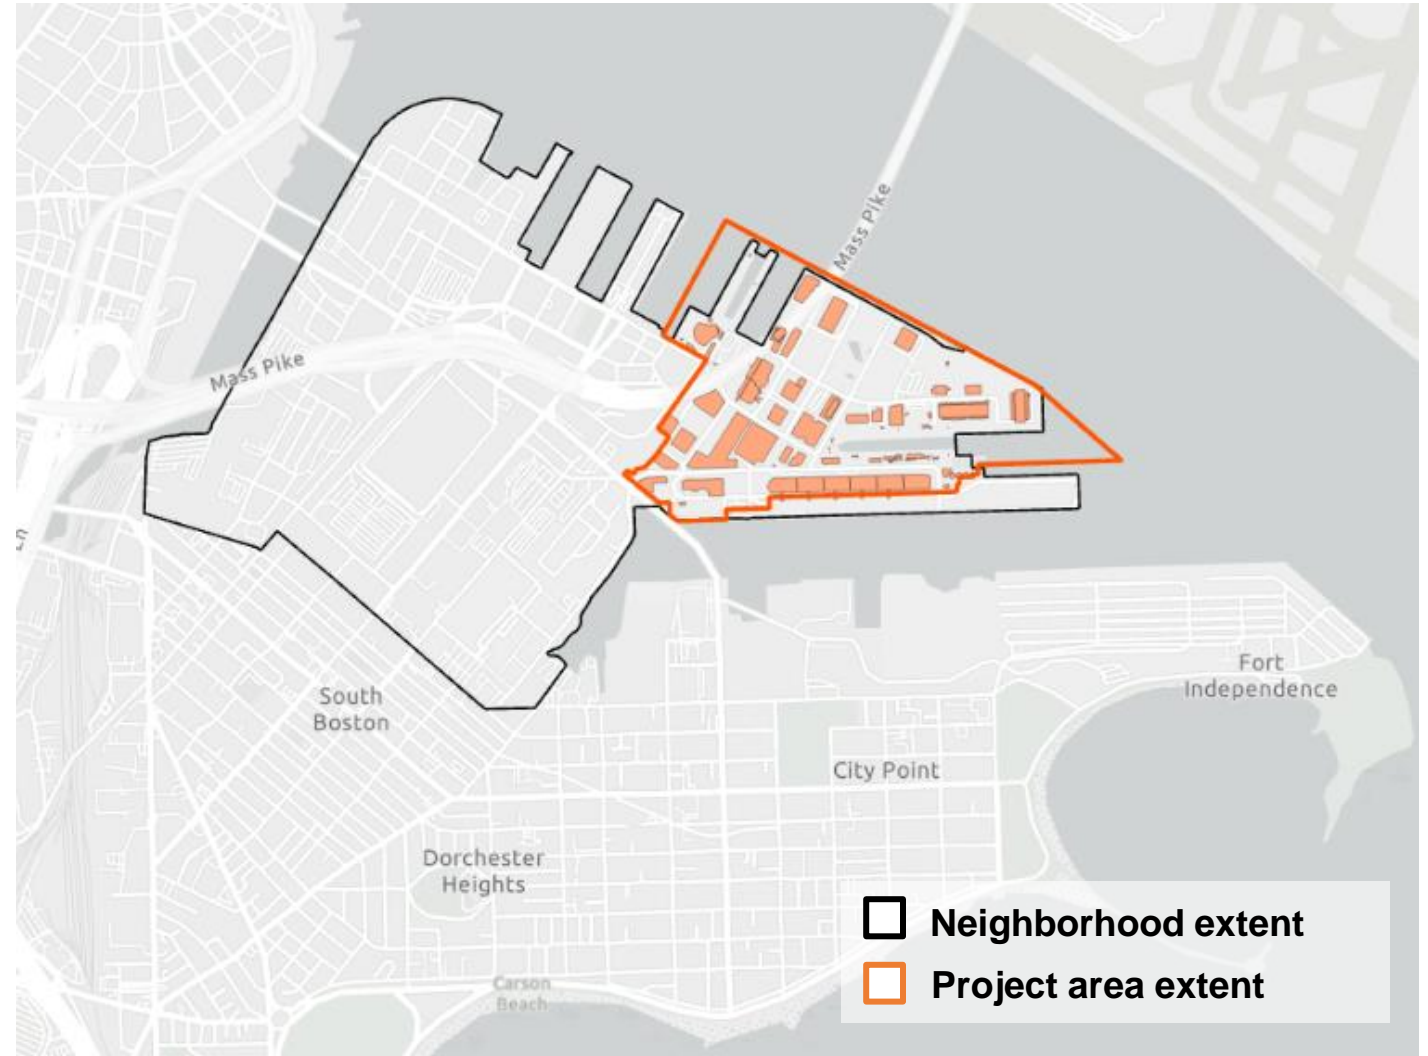 Mass Pike
Mass Pike
Ln
South
Boston
Fort
Independence
City Point
Dorchester
Heights
Carson
Beach
Neighborhood extent
Project area extent